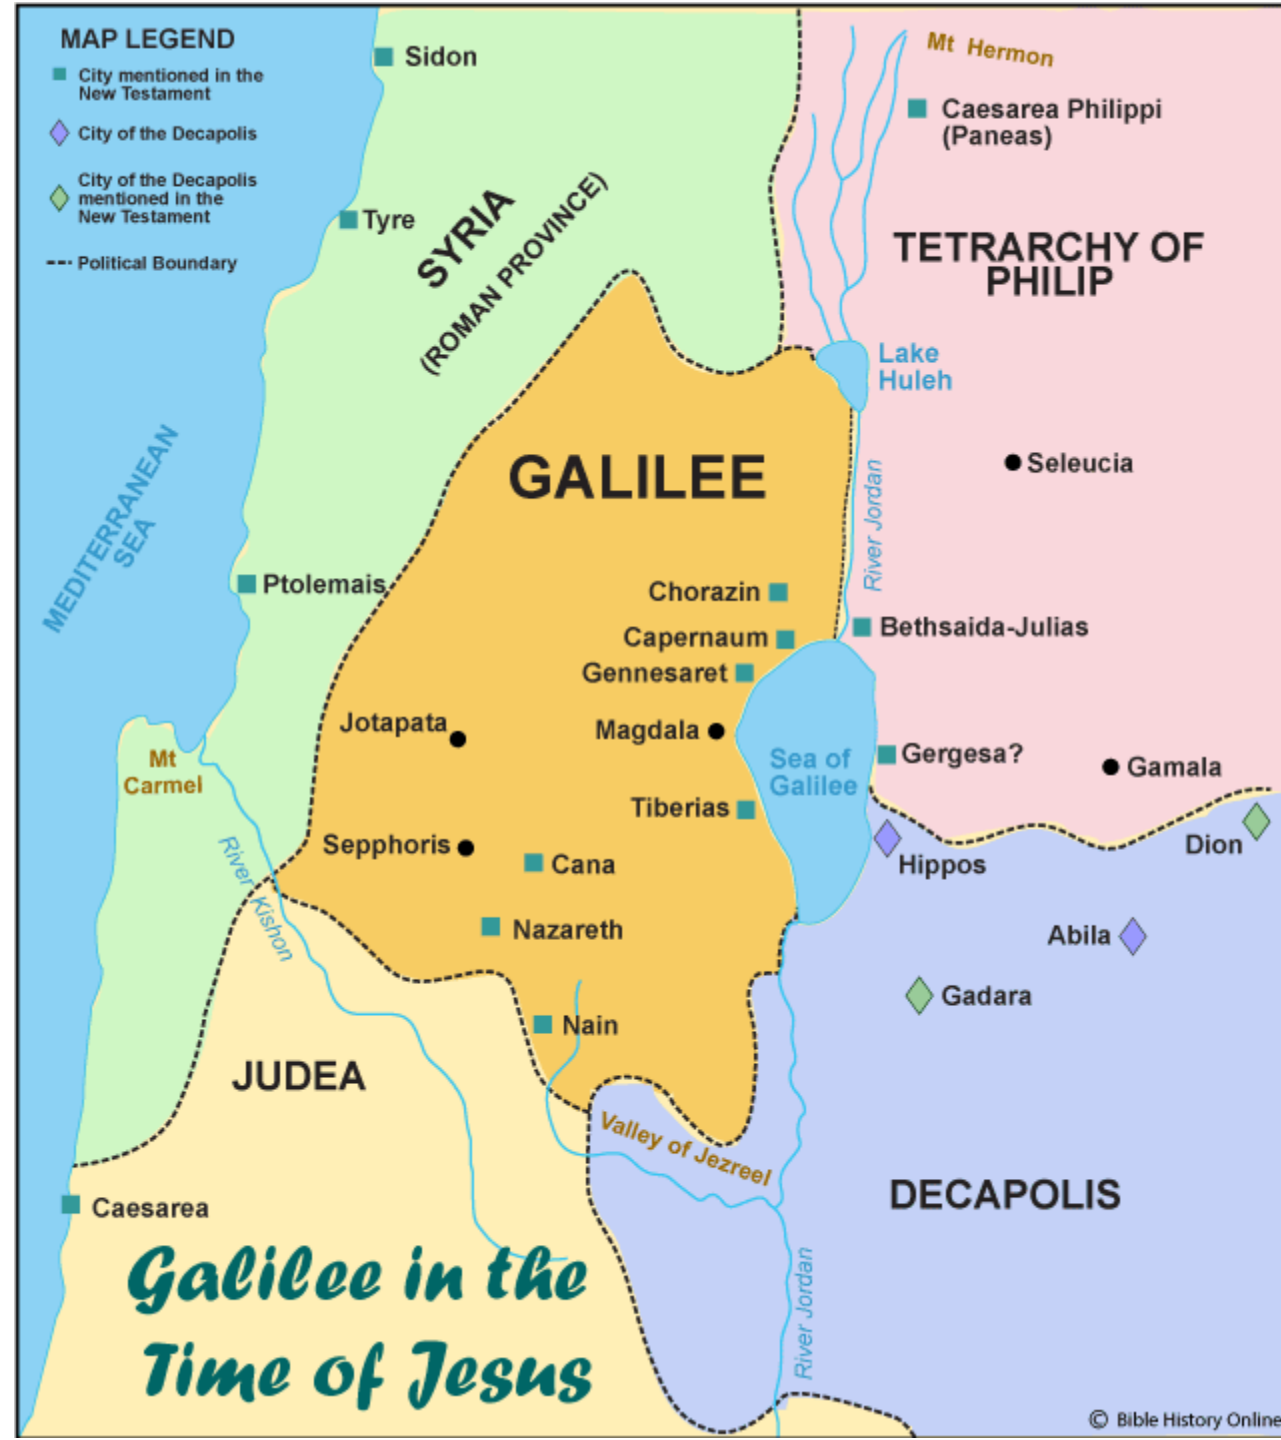 MAP LEGEND
City mentioned in the
New Testament
City of the Decapolis
City of the Decapolis
mentioned in the
New Testament
Political Boundary
Sidon
Mt Hermon
Caesarea Philippi
(Paneas)
Tyre
SYRIA
(ROMAN PROVINCE)
TETRARCHY OF
PHILIP
Lake
Huleh
GALILEE
Seleucia
MEDITERRANEAN
SEA
River Jordan
Ptolemais
Chorazin
Bethsaida-Julias
Capernaum
Gennesaret
Jotapata
Magdala
Mt
Carmel
Sea of
Galilee
Gergesa?
Gamala
Tiberias
Sepphoris
Cana
Hippos
Dion
River Kishon
Nazareth
Abila
Gadara
Nain
JUDEA
Valley of Jezreel
DECAPOLIS
Caesarea
Galilee in the
Time of Jesus
River Jordan
© Bible History Online